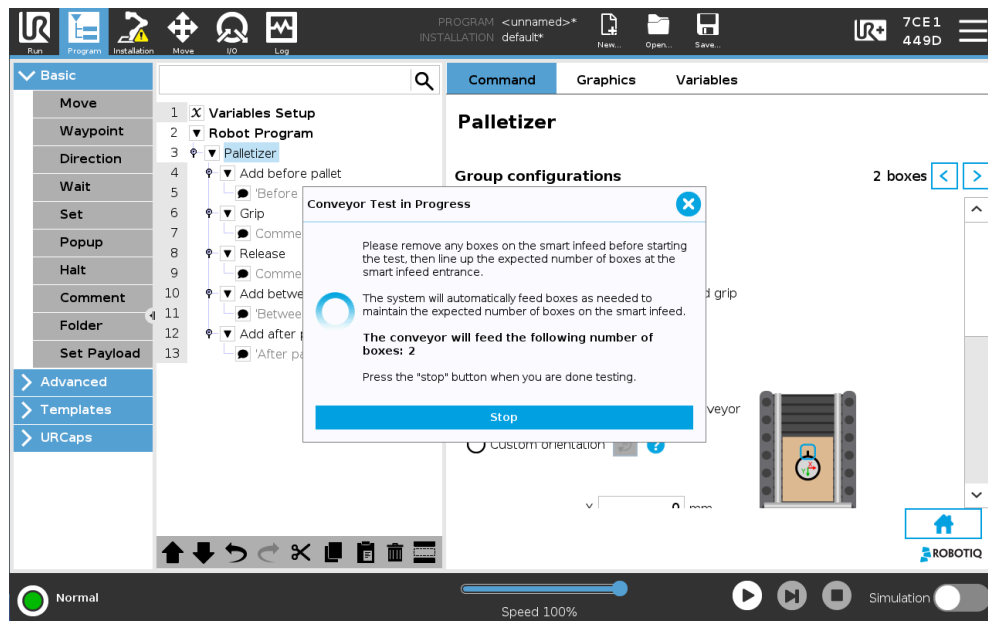 PROGRAM <unnamed>*
INSTALLATION default*
Run
Program
Installation
Move
I/O
Log
New...
Open...
Save...
UR+
7CE1
449D
Basic
Move
Waypoint
Direction
Wait
Set
Popup
Halt
Comment
Folder
Set Payload
Advanced
Templates
URCaps
1 X Variables Setup
2 Robot Program
3 Palletizer
4 Add before pallet
5 'Before
6 Grip
7 Comme
8 Release
9 Comme
10 Add betwe
11 'Betwee
12 Add after p
13 'After pa
Command
Graphics
Variables
Palletizer
Group configurations
2 boxes < >
d grip
veyor
Custom orientation ?
X 0 mm
ROBOTIQ
Conveyor Test in Progress
Please remove any boxes on the smart infeed before starting
the test, then line up the expected number of boxes at the
smart infeed entrance.
The system will automatically feed boxes as needed to
maintain the expected number of boxes on the smart infeed.
The conveyor will feed the following number of
boxes: 2
Press the "stop" button when you are done testing.
Stop
Normal
Speed 100%
Simulation